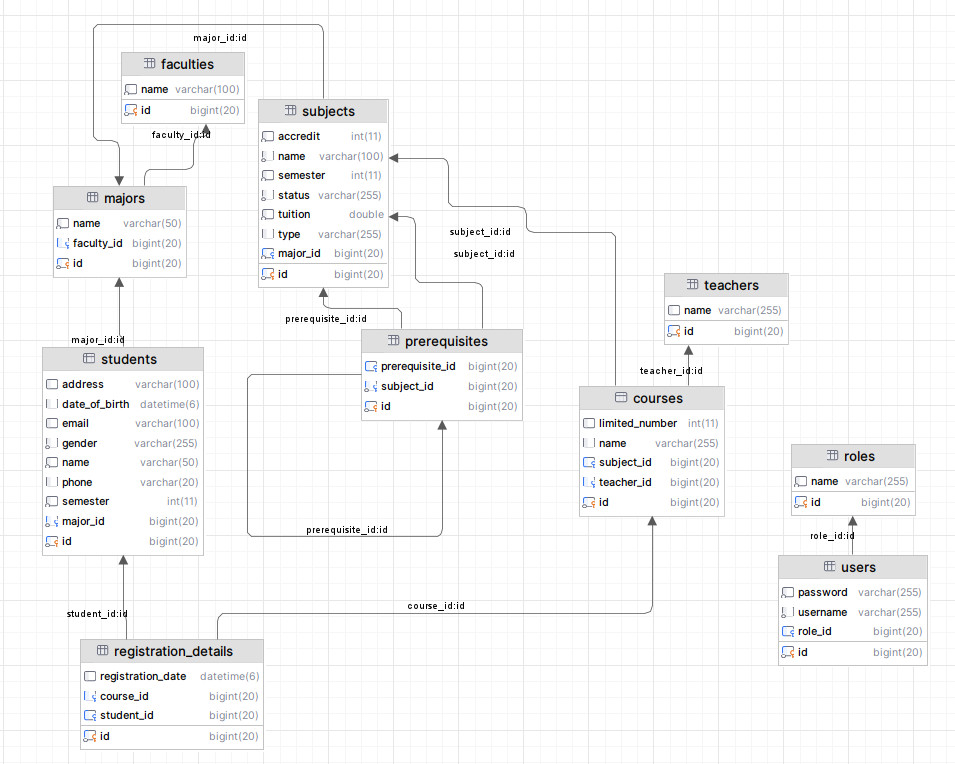 major_id:id
faculties
name varchar(100)
id bigint(20)
faculty_id:id
subjects
accredit int(11)
name varchar(100)
semester int(11)
status varchar(255)
tuition double
type varchar(255)
major_id bigint(20)
id bigint(20)
majors
name varchar(50)
faculty_id bigint(20)
id bigint(20)
subject_id:id
subject_id:id
teachers
name varchar(255)
id bigint(20)
prerequisite_id:id
major_id:id
prerequisites
prerequisite_id bigint(20)
subject_id bigint(20)
id bigint(20)
students
address varchar(100)
date_of_birth datetime(6)
email varchar(100)
gender varchar(255)
name varchar(50)
phone varchar(20)
semester int(11)
major_id bigint(20)
id bigint(20)
teacher_id:id
courses
limited_number int(11)
name varchar(255)
subject_id bigint(20)
teacher_id bigint(20)
id bigint(20)
roles
name varchar(255)
id bigint(20)
prerequisite_id:id
role_id:id
users
password varchar(255)
username varchar(255)
role_id bigint(20)
id bigint(20)
course_id:id
student_id:id
registration_details
registration_date datetime(6)
course_id bigint(20)
student_id bigint(20)
id bigint(20)